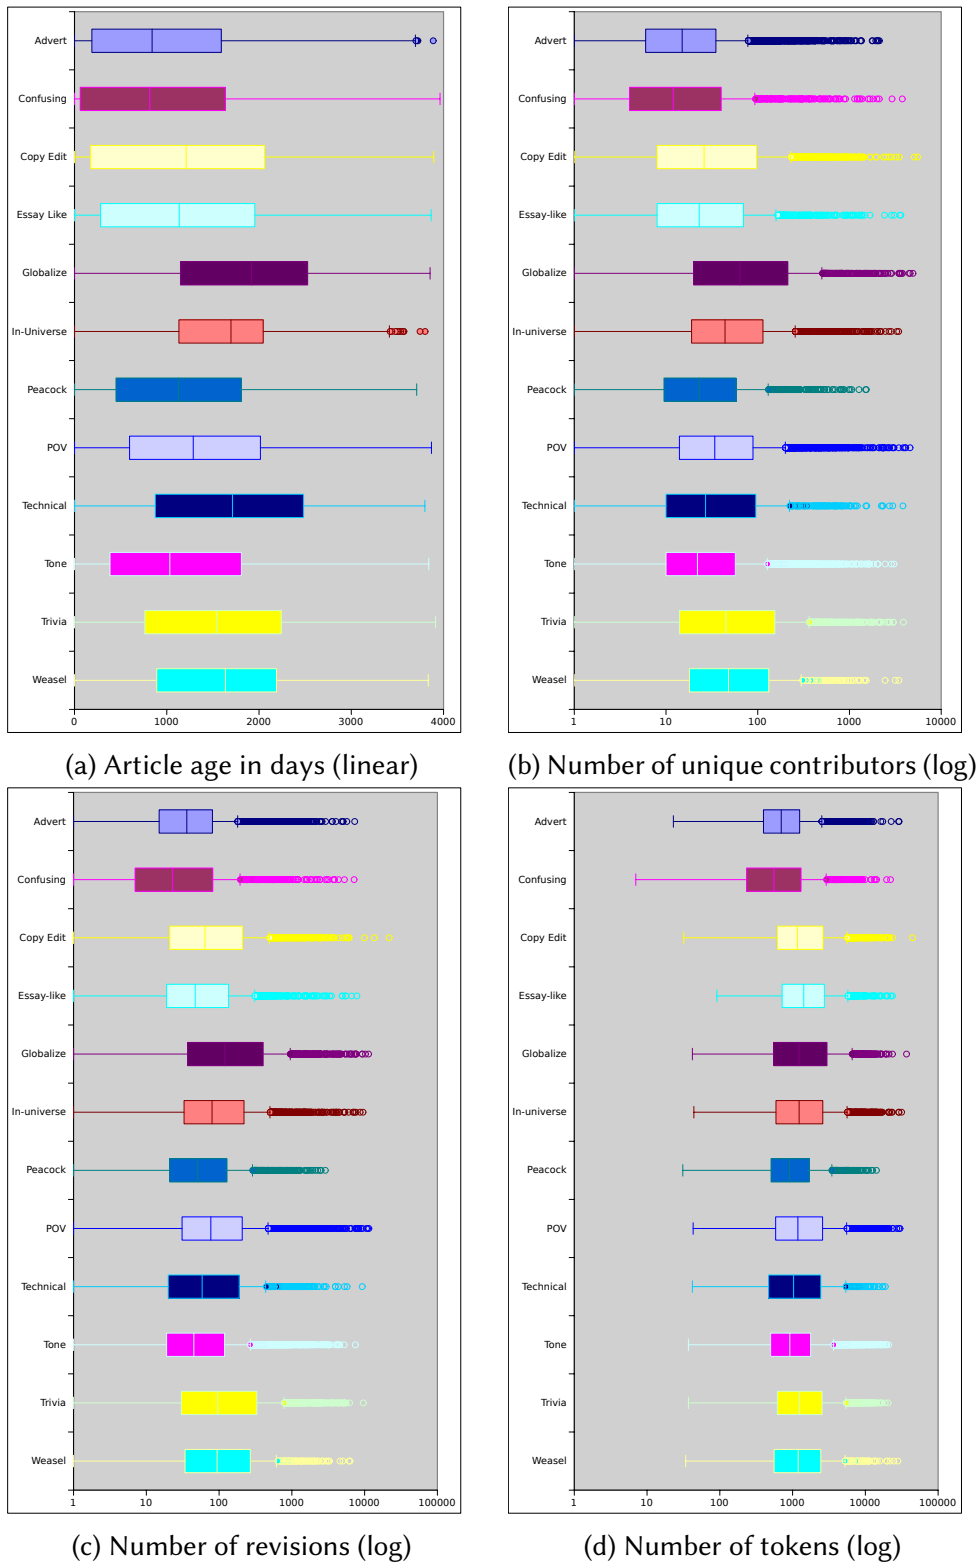 Advert
Confusing
Copy Edit
Essay Like
Globalize
In-Universe
Peacock
POV
Technical
Tone
Trivia
Weasel
0 1000 2000 3000 4000
(a) Article age in days (linear)
Advert
Confusing
Copy Edit
Essay-like
Globalize
In-universe
Peacock
POV
Technical
Tone
Trivia
Weasel
1 10 100 1000 10000
(b) Number of unique contributors (log)
Advert
Confusing
Copy Edit
Essay-like
Globalize
In-universe
Peacock
POV
Technical
Tone
Trivia
Weasel
1 10 100 1000 10000 100000
(c) Number of revisions (log)
Advert
Confusing
Copy Edit
Essay-like
Globalize
In-universe
Peacock
POV
Technical
Tone
Trivia
Weasel
1 10 100 1000 10000 100000
(d) Number of tokens (log)